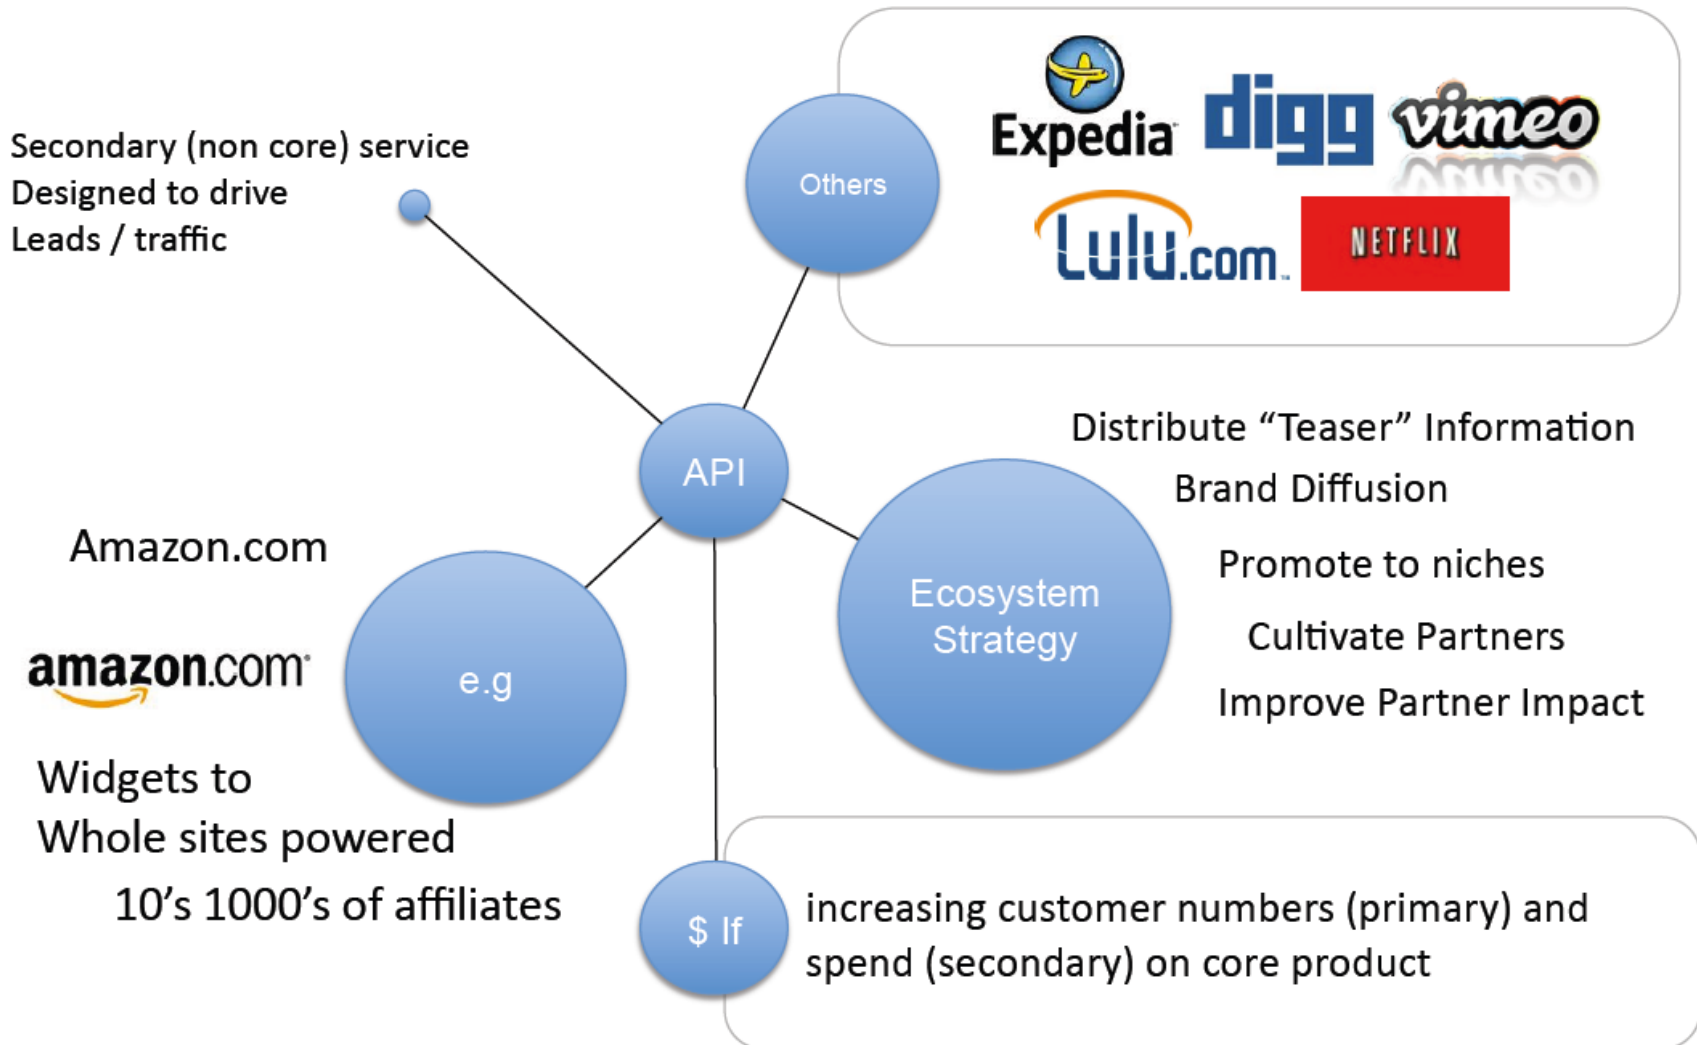 Secondary (non core) service
Designed to drive
Leads / traffic
Others
Expedia
digg
vimeo
Lulu.com
NETFLIX
API
Distribute “Teaser” Information
Brand Diffusion
Promote to niches
Cultivate Partners
Improve Partner Impact
Ecosystem
Strategy
Amazon.com
amazon.com
e.g
Widgets to
Whole sites powered
10’s 1000’s of affiliates
$ If
increasing customer numbers (primary) and
spend (secondary) on core product